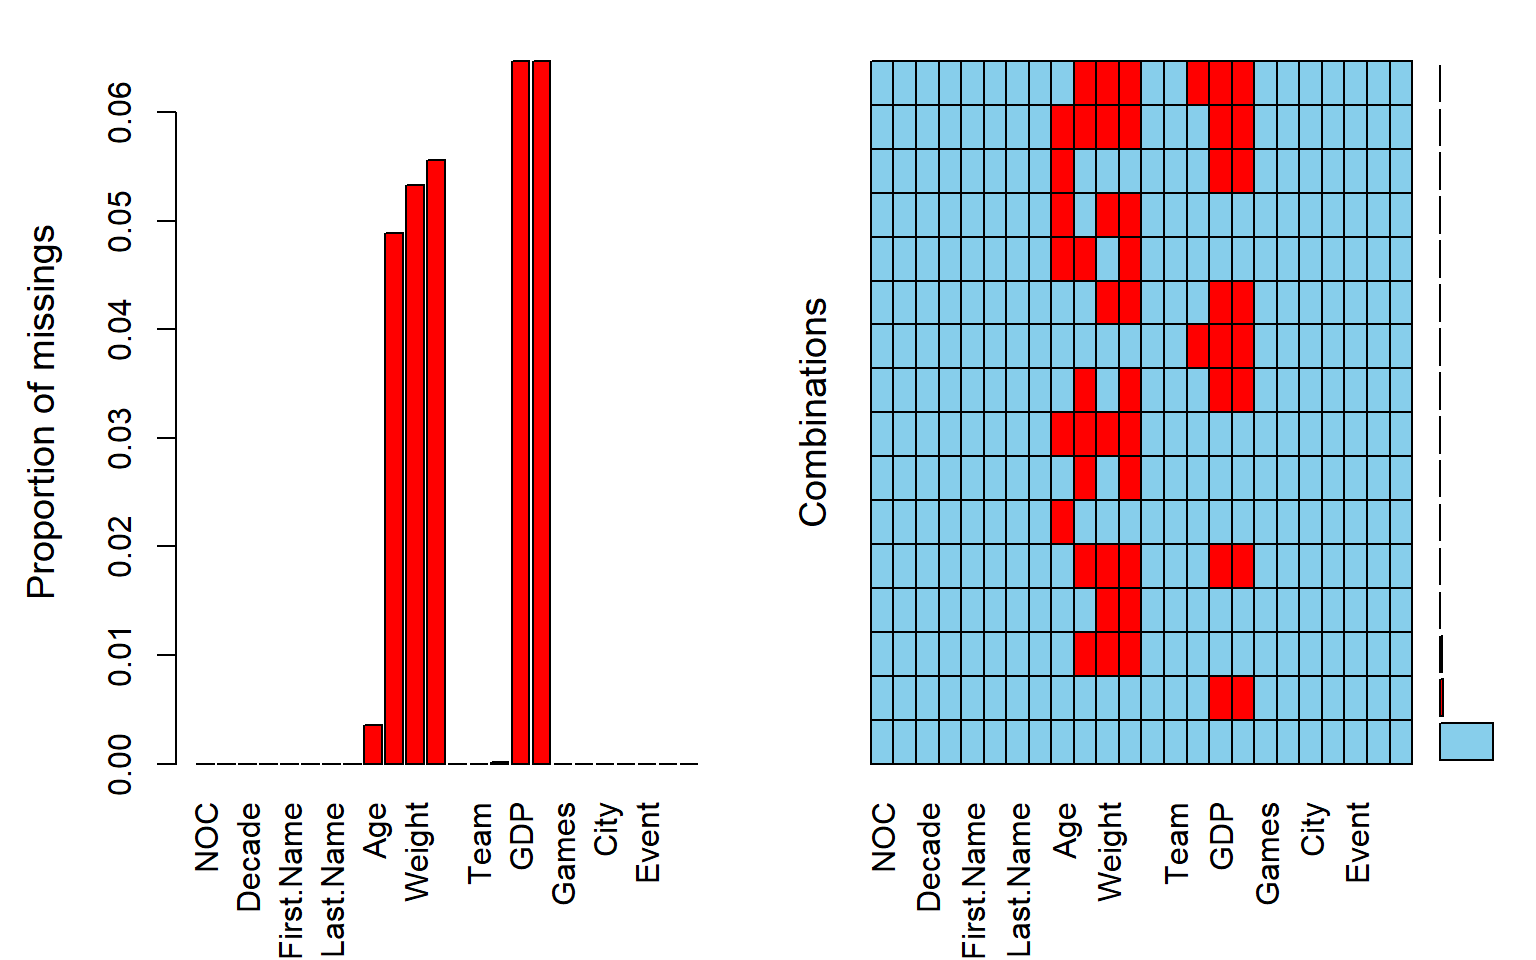 Proportion of missings
0.06
0.05
0.04
0.03
0.02
0.01
0.00
NOC
Decade
First.Name
Last.Name
Age
Weight
Team
GDP
Games
City
Event
Combinations
NOC
Decade
First.Name
Last.Name
Age
Weight
Team
GDP
Games
City
Event